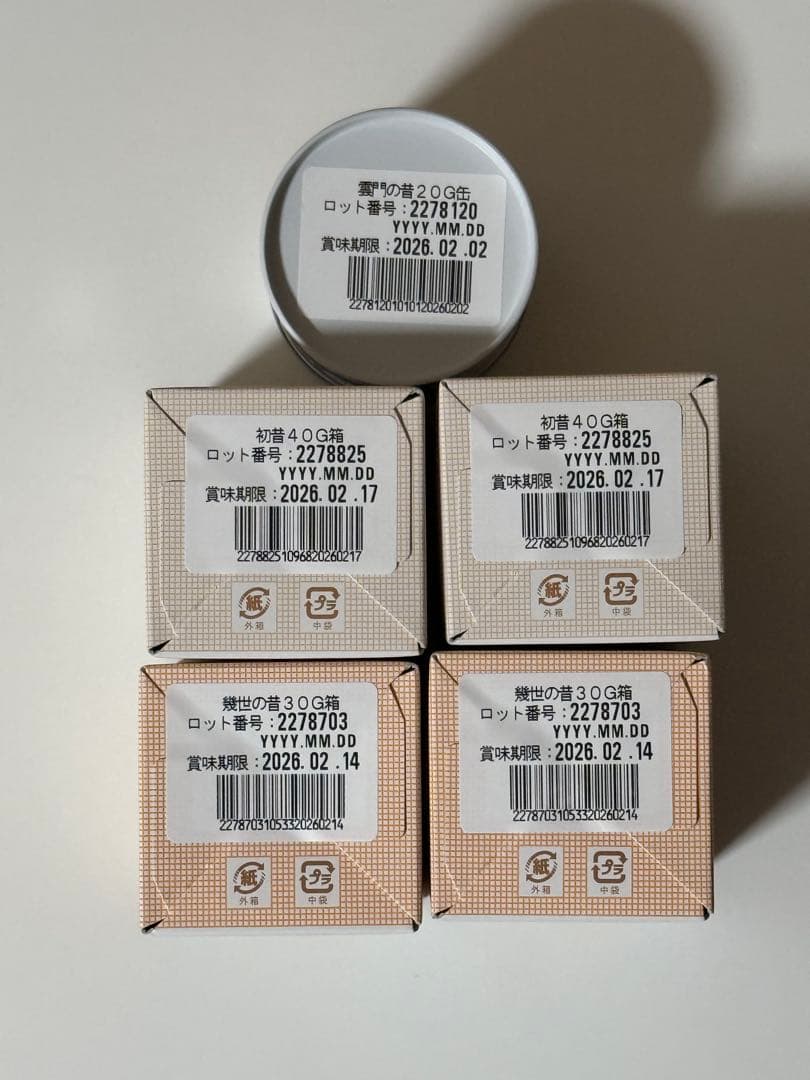 雲門の昔20G缶
ロット番号:2278120
YYYY.MM.DD
賞味期限:2026.02.02
22781201010120260202
初昔40G箱
ロット番号:2278825
YYYY.MM.DD
賞味期限:2026.02.17
22788251096820260217
紙
外箱
プラ
中袋
初昔40G箱
ロット番号:2278825
YYYY.MM.DD
賞味期限:2026.02.17
22788251096820260217
紙
外箱
プラ
中袋
幾世の昔30G箱
ロット番号:2278703
YYYY.MM.DD
賞味期限:2026.02.14
22787031053320260214
紙
外箱
プラ
中袋
幾世の昔30G箱
ロット番号:2278703
YYYY.MM.DD
賞味期限:2026.02.14
22787031053320260214
紙
外箱
プラ
中袋